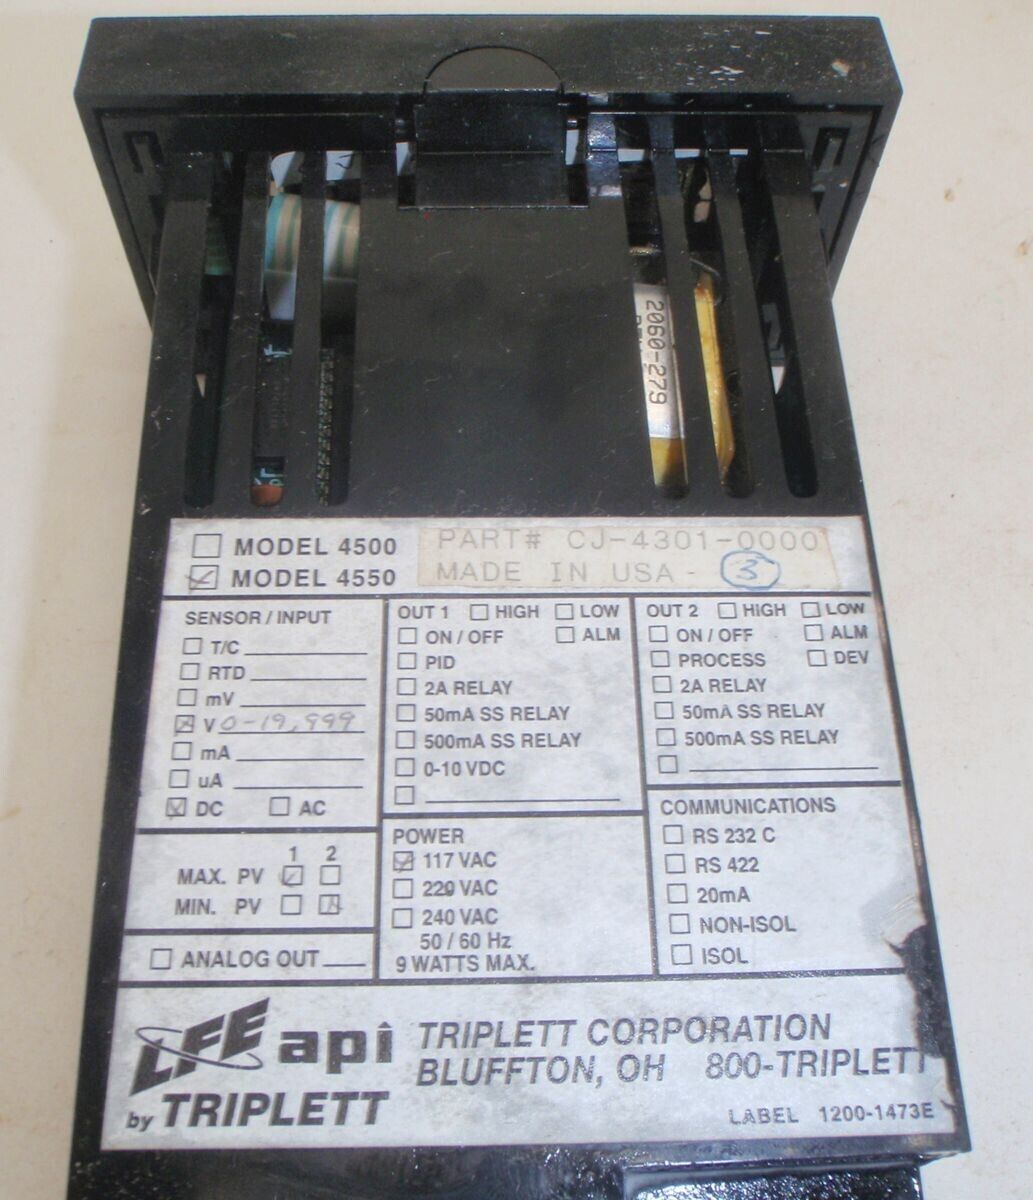 2060-279
MODEL 4500
MODEL 4550
PART# CJ-4301-0000
MADE IN USA - 3
SENSOR / INPUT
T/C
RTD
mV
V 0-19,999
mA
uA
DC AC
1 2
MAX. PV
MIN. PV
ANALOG OUT
OUT 1 HIGH LOW
ON / OFF ALM
PID
2A RELAY
50mA SS RELAY
500mA SS RELAY
0-10 VDC
POWER
117 VAC
220 VAC
240 VAC
50 / 60 Hz
9 WATTS MAX.
OUT 2 HIGH LOW
ON / OFF ALM
PROCESS DEV
2A RELAY
50mA SS RELAY
500mA SS RELAY
COMMUNICATIONS
RS 232 C
RS 422
20mA
NON-ISOL
ISOL
LFE api
by TRIPLETT
TRIPLETT CORPORATION
BLUFFTON, OH 800-TRIPLETT
LABEL 1200-1473E